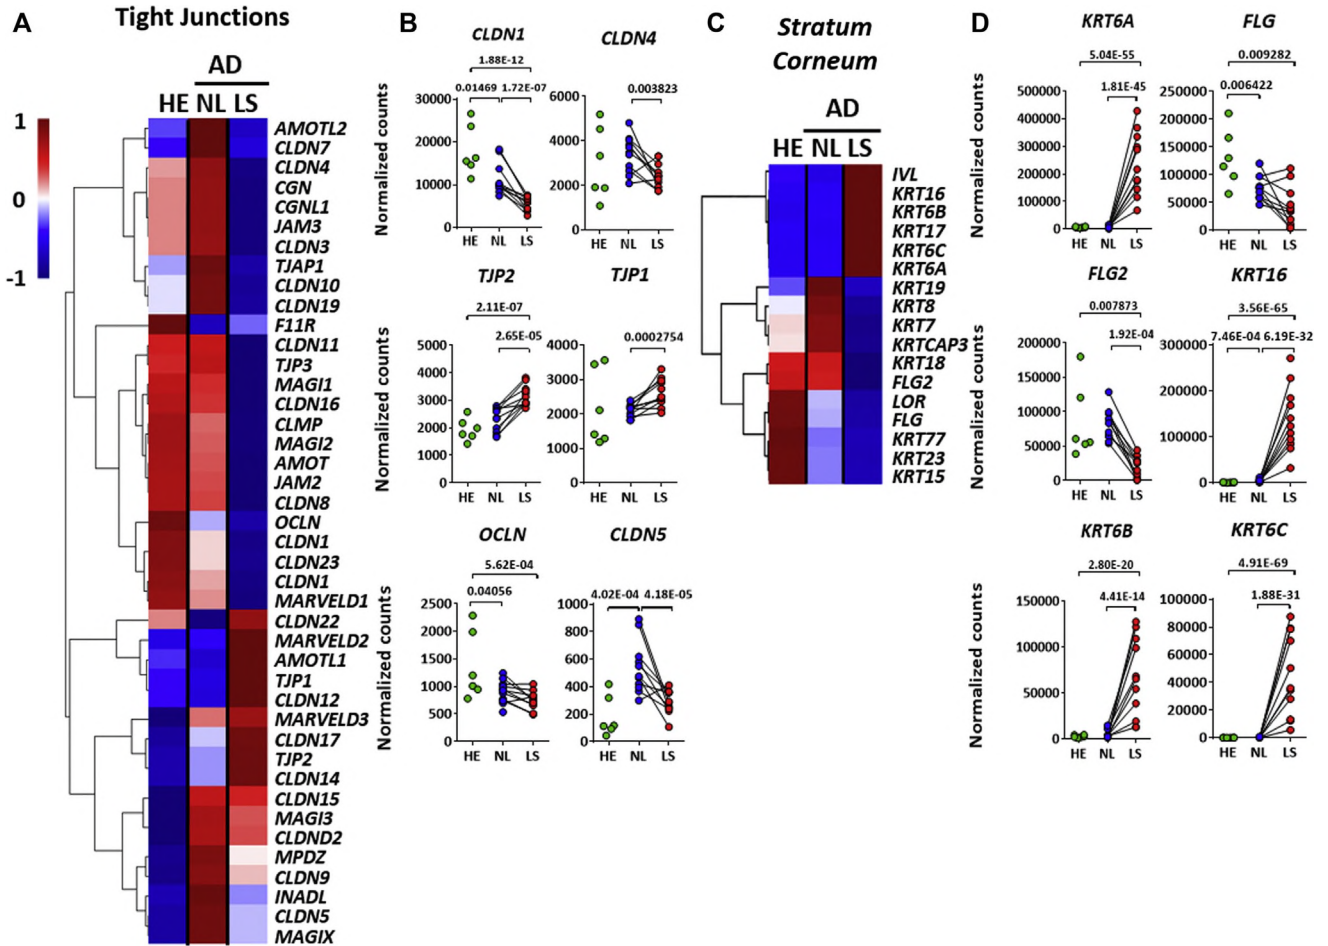 A
Tight Junctions
AD
HE NL LS
1
0
-1
AMOTL2
CLDN7
CLDN4
CGN
CGNL1
JAM3
CLDN3
TJAP1
CLDN10
CLDN19
F11R
CLDN11
TJP3
MAGI1
CLDN16
CLMP
MAGI2
AMOT
JAM2
CLDN8
OCLN
CLDN1
CLDN23
CLDN1
MARVELD1
CLDN22
MARVELD2
AMOTL1
TJP1
CLDN12
MARVELD3
CLDN17
TJP2
CLDN14
CLDN15
MAGI3
CLDND2
MPDZ
CLDN9
INADL
CLDN5
MAGIX
B
CLDN1
1.88E-12
0.01469 1.72E-07
Normalized counts
30000
20000
10000
0
HE NL LS
CLDN4
0.003823
6000
4000
2000
0
HE NL LS
TJP2
2.11E-07
2.65E-05
Normalized counts
5000
4000
3000
2000
1000
0
HE NL LS
TJP1
0.0002754
4000
3000
2000
1000
0
HE NL LS
OCLN
5.62E-04
0.04056
Normalized counts
2500
2000
1500
1000
500
0
HE NL LS
CLDN5
4.02E-04 4.18E-05
1000
800
600
400
200
0
HE NL LS
C
Stratum
Corneum
AD
HE NL LS
IVL
KRT16
KRT6B
KRT17
KRT6C
KRT6A
KRT19
KRT8
KRT7
KRTCAP3
KRT18
FLG2
LOR
FLG
KRT77
KRT23
KRT15
D
KRT6A
5.04E-55
1.81E-45
Normalized counts
500000
400000
300000
200000
100000
0
HE NL LS
FLG
0.009282
0.006422
250000
200000
150000
100000
50000
0
HE NL LS
FLG2
0.007873
1.92E-04
Normalized counts
200000
150000
100000
50000
0
HE NL LS
KRT16
3.56E-65
7.46E-04 6.19E-32
300000
200000
100000
0
HE NL LS
KRT6B
2.80E-20
4.41E-14
Normalized counts
150000
100000
50000
0
HE NL LS
KRT6C
4.91E-69
1.88E-31
100000
80000
60000
40000
20000
0
HE NL LS